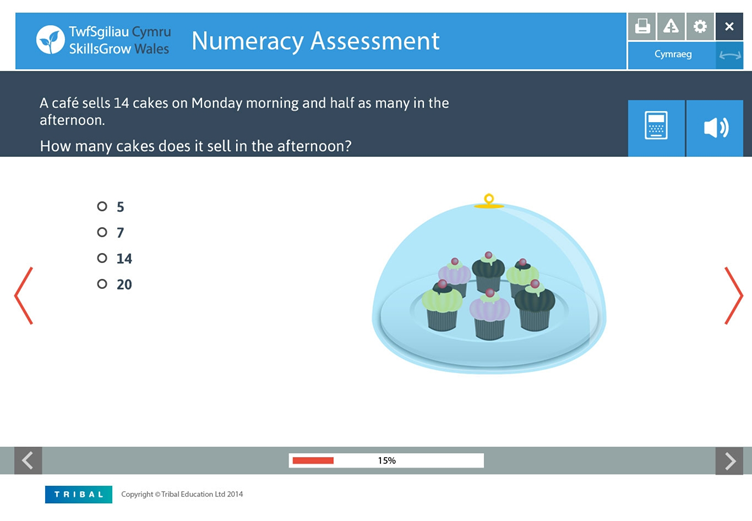 TwfSgiliau Cymru
SkillsGrow Wales
Numeracy Assessment
Cymraeg
A café sells 14 cakes on Monday morning and half as many in the
afternoon.
How many cakes does it sell in the afternoon?
5
7
14
20
15%
TRIBAL
Copyright © Tribal Education Ltd 2014